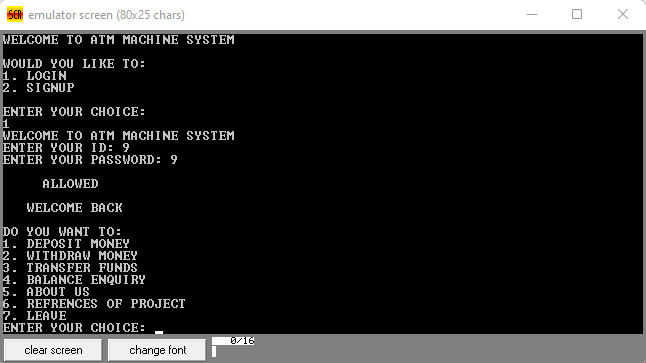 SCR emulator screen (80x25 chars)
WELCOME TO ATM MACHINE SYSTEM
WOULD YOU LIKE TO:
1. LOGIN
2. SIGNUP
ENTER YOUR CHOICE:
1
WELCOME TO ATM MACHINE SYSTEM
ENTER YOUR ID: 9
ENTER YOUR PASSWORD: 9
ALLOWED
WELCOME BACK
DO YOU WANT TO:
1. DEPOSIT MONEY
2. WITHDRAW MONEY
3. TRANSFER FUNDS
4. BALANCE ENQUIRY
5. ABOUT US
6. REFRENCES OF PROJECT
7. LEAVE
ENTER YOUR CHOICE:
clear screen change font 0/16